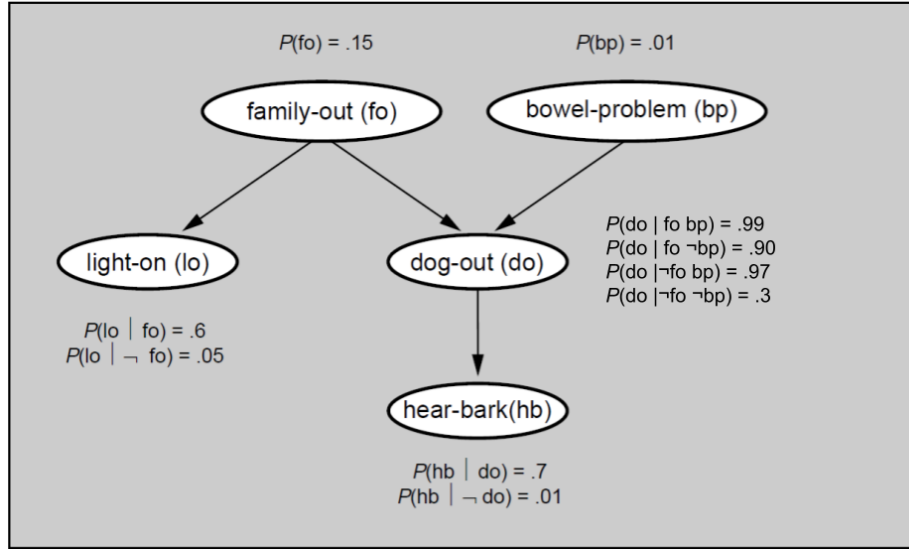 P(fo) = .15
P(bp) = .01
family-out (fo)
bowel-problem (bp)
light-on (lo)
dog-out (do)
P(do | fo bp) = .99
P(do | fo ¬bp) = .90
P(do |¬fo bp) = .97
P(do |¬fo ¬bp) = .3
P(lo | fo) = .6
P(lo | ¬ fo) = .05
hear-bark(hb)
P(hb | do) = .7
P(hb | ¬ do) = .01